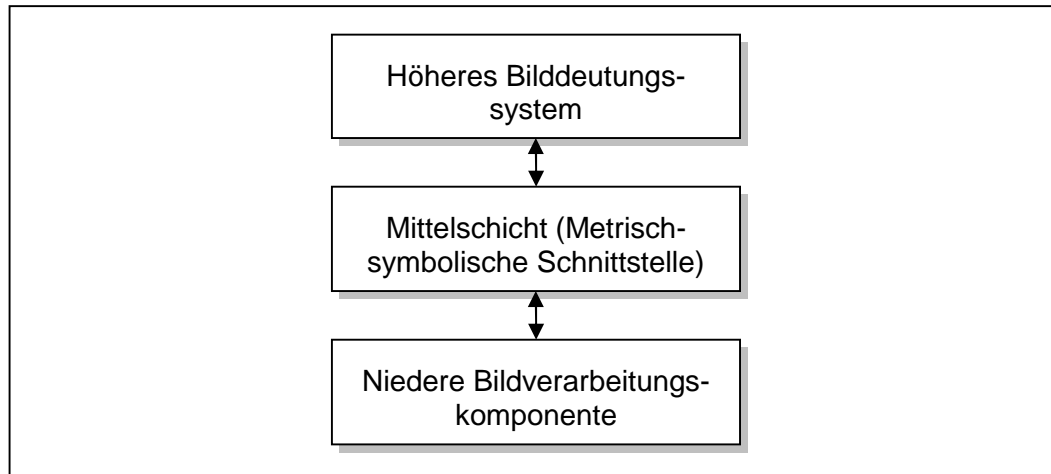 Höheres Bilddeutungs-
system
Mittelschicht (Metrisch-
symbolische Schnittstelle)
Niedere Bildverarbeitungs-
komponente